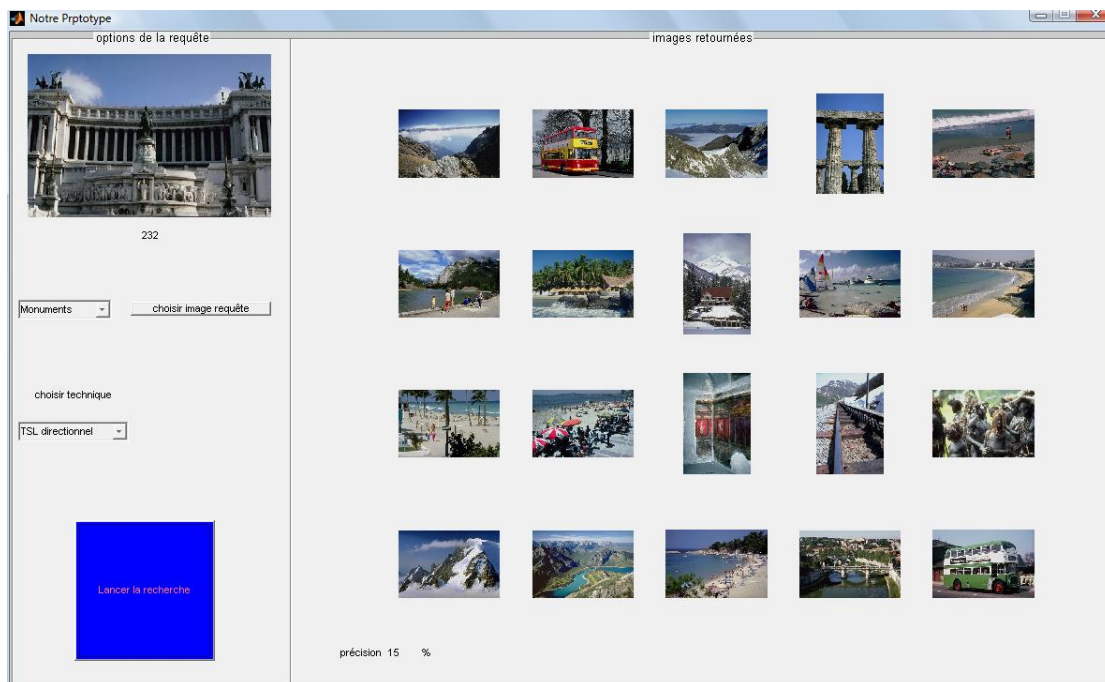 Notre Prptotype
options de la requête
images retournées
232
Monuments
choisir image requête
choisir technique
TSL directionnel
Lancer la recherche
précision 15 %